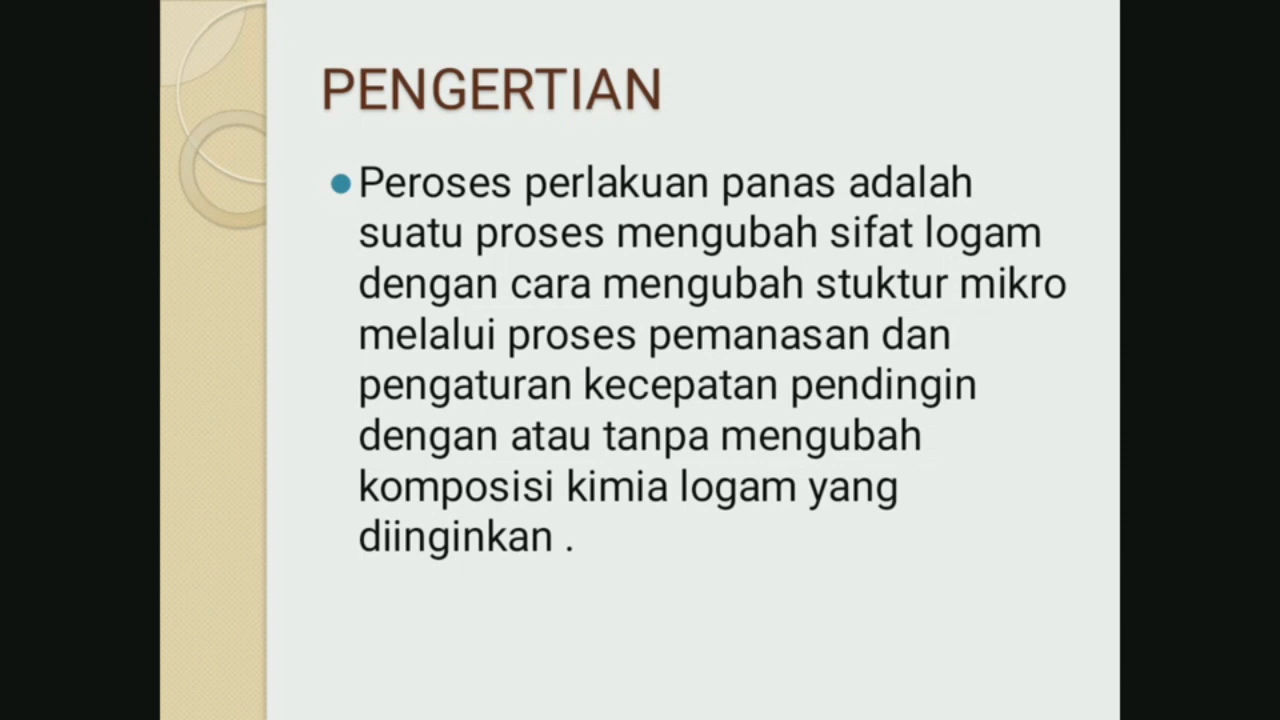 PENGERTIAN
Peroses perlakuan panas adalah
suatu proses mengubah sifat logam
dengan cara mengubah stuktur mikro
melalui proses pemanasan dan
pengaturan kecepatan pendingin
dengan atau tanpa mengubah
komposisi kimia logam yang
diinginkan .